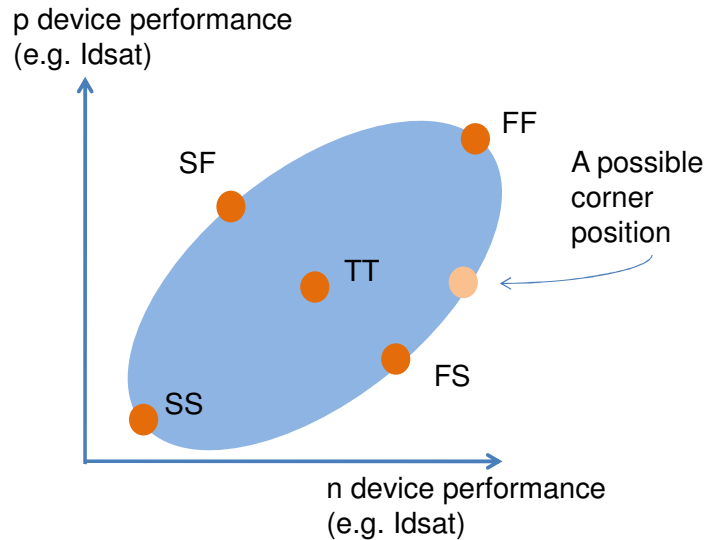 p device performance
(e.g. Idsat)
FF
SF
A possible
corner
position
TT
FS
SS
n device performance
(e.g. Idsat)